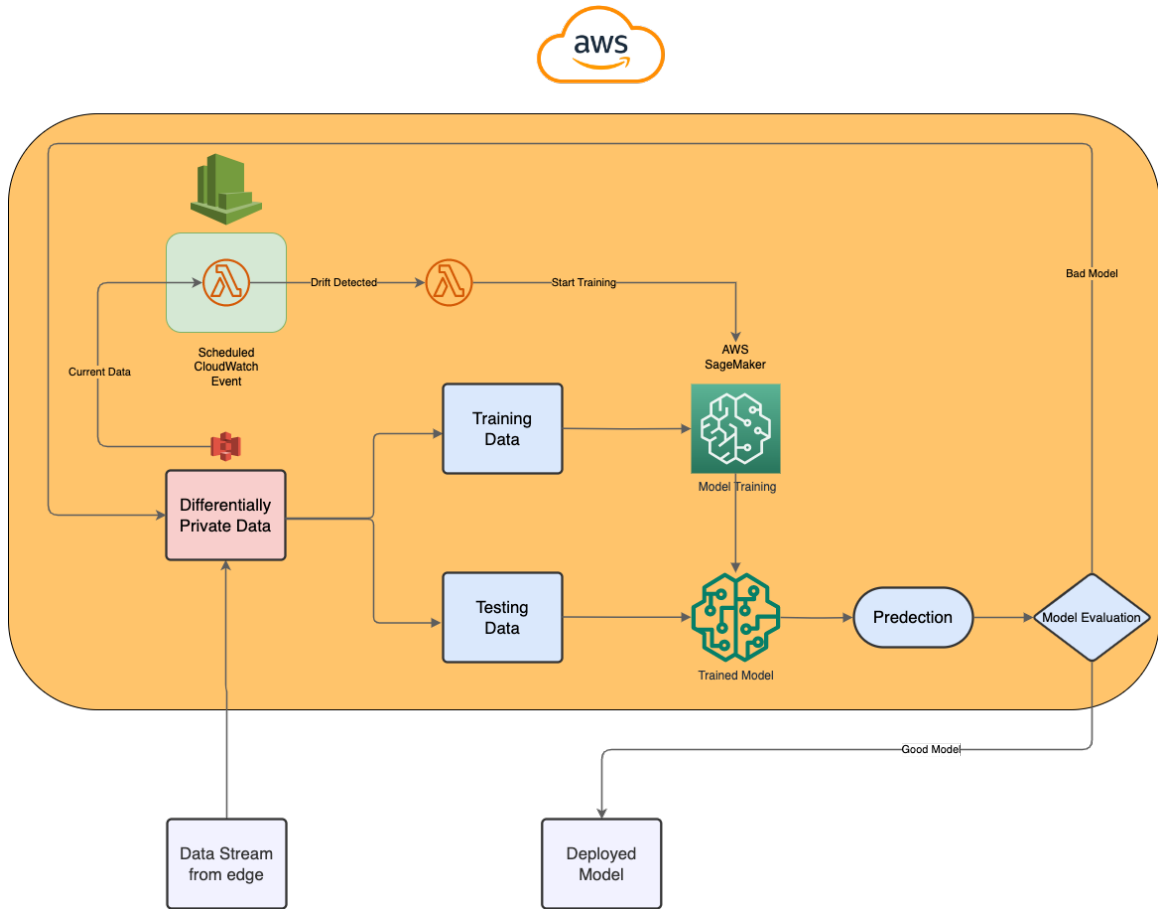 aws
Bad Model
Drift Detected
Start Training
Scheduled
CloudWatch
Event
AWS
SageMaker
Current Data
Training
Data
Model Training
Differentially
Private Data
Testing
Data
Predection
Model Evaluation
Trained Model
Good Model
Data Stream
from edge
Deployed
Model